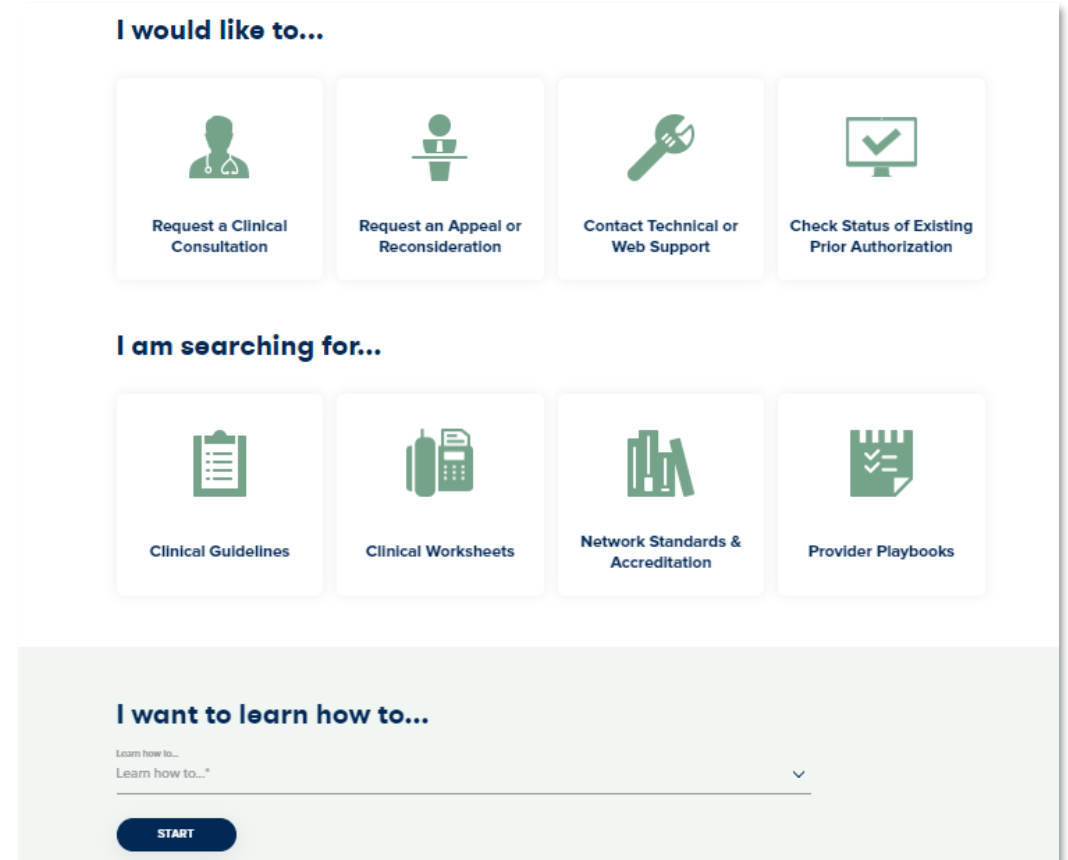 I would like to...
Request a Clinical
Consultation
Request an Appeal or
Reconsideration
Contact Technical or
Web Support
Check Status of Existing
Prior Authorization
I am searching for...
Clinical Guidelines
Clinical Worksheets
Network Standards &
Accreditation
Provider Playbooks
I want to learn how to...
Learn how to...
Learn how to...*
START